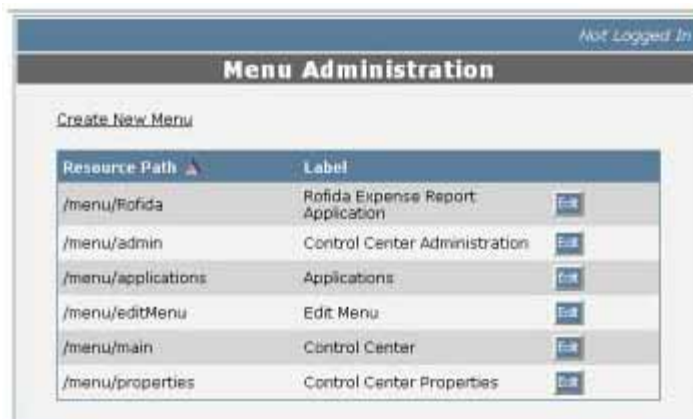 Not Logged In
Menu Administration
Create New Menu
Resource Path Label
/menu/Rofida Rofida Expense Report Application Edit
/menu/admin Control Center Administration Edit
/menu/applications Applications Edit
/menu/editMenu Edit Menu Edit
/menu/main Control Center Edit
/menu/properties Control Center Properties Edit